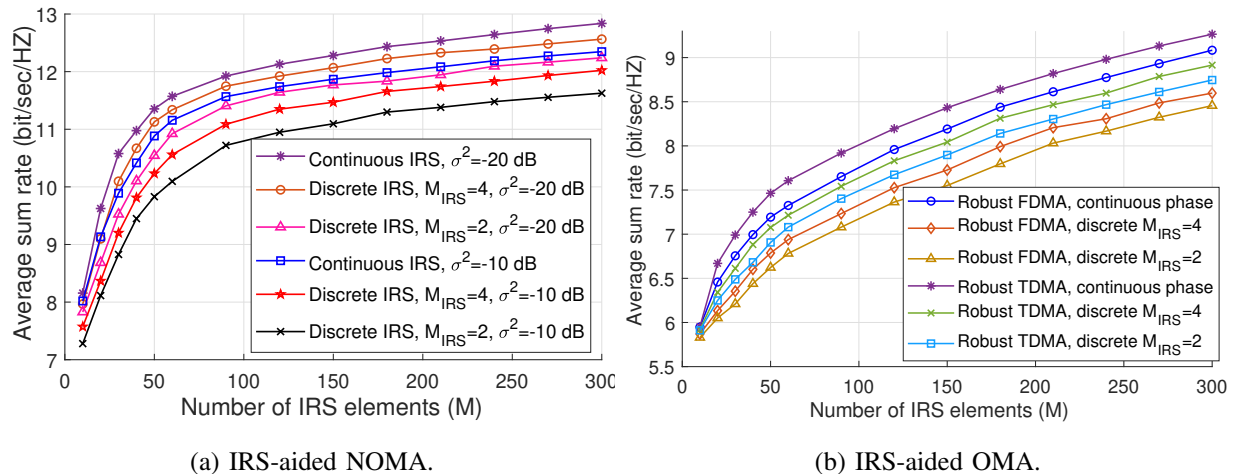 13
12
11
10
9
8
7
0 50 100 150 200 250 300
Average sum rate (bit/sec/HZ)
Number of IRS elements (M)
Continuous IRS, σ²=-20 dB
Discrete IRS, M_IRS=4, σ²=-20 dB
Discrete IRS, M_IRS=2, σ²=-20 dB
Continuous IRS, σ²=-10 dB
Discrete IRS, M_IRS=4, σ²=-10 dB
Discrete IRS, M_IRS=2, σ²=-10 dB
(a) IRS-aided NOMA.
9
8.5
8
7.5
7
6.5
6
5.5
0 50 100 150 200 250 300
Average sum rate (bit/sec/HZ)
Number of IRS elements (M)
Robust FDMA, continuous phase
Robust FDMA, discrete M_IRS=4
Robust FDMA, discrete M_IRS=2
Robust TDMA, continuous phase
Robust TDMA, discrete M_IRS=4
Robust TDMA, discrete M_IRS=2
(b) IRS-aided OMA.